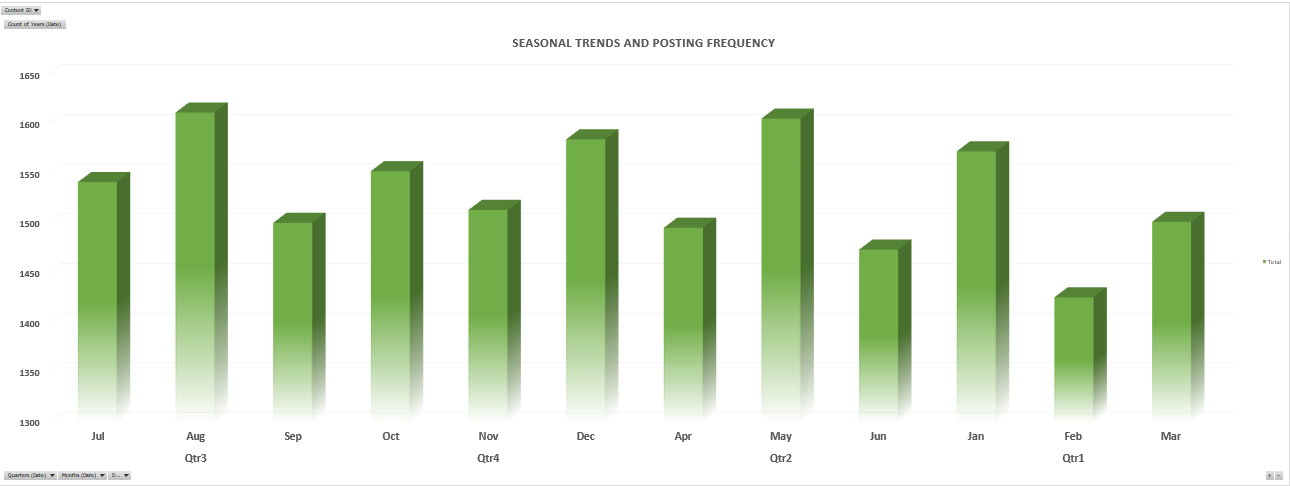 Content ID
Count of Years (Date)
SEASONAL TRENDS AND POSTING FREQUENCY
1650
1600
1550
1500
1450
1400
1350
1300
Total
Jul Aug Sep Oct Nov Dec Apr May Jun Jan Feb Mar
Qtr3 Qtr4 Qtr2 Qtr1
Quarters (Date) Months (Date) D... + −